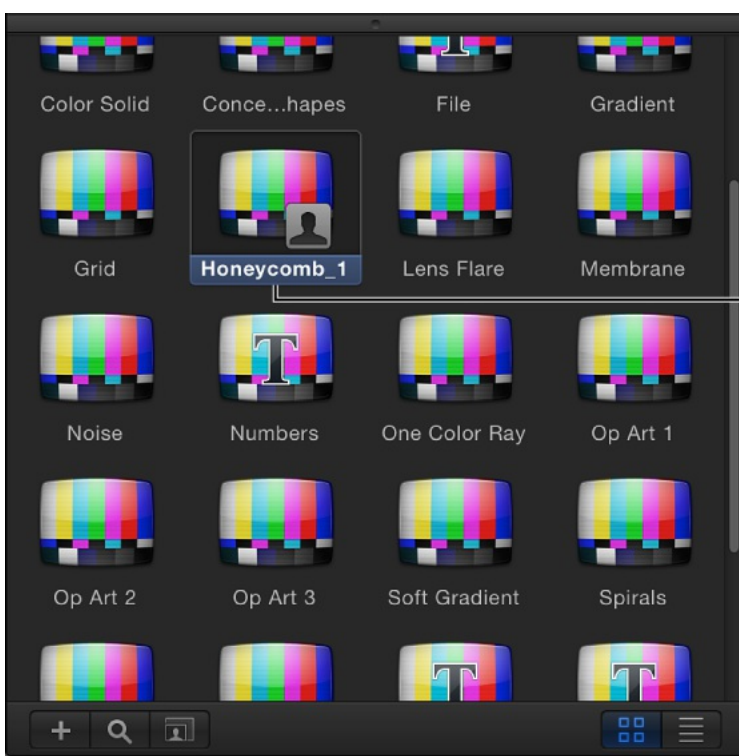 Color Solid
Conce...hapes
File
Gradient
Grid
Honeycomb_1
Lens Flare
Membrane
T
Noise
Numbers
One Color Ray
Op Art 1
Op Art 2
Op Art 3
Soft Gradient
Spirals
T
T